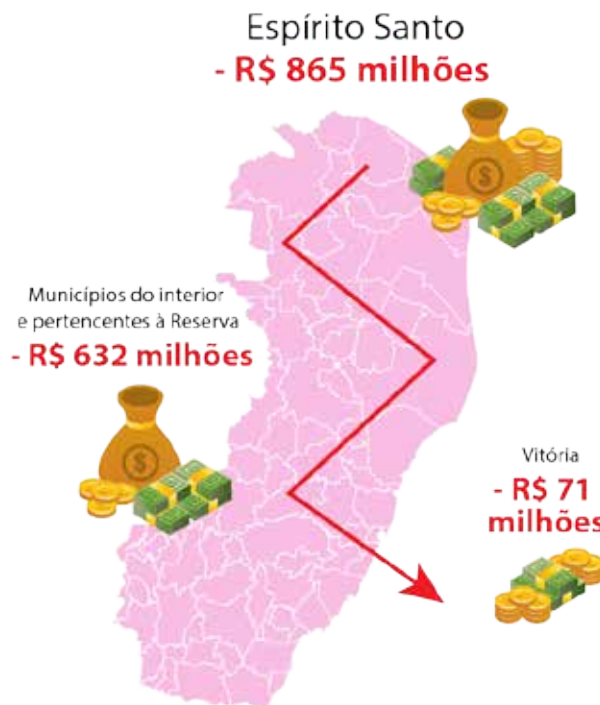 Espírito Santo
- R$ 865 milhões
Municípios do interior
e pertencentes à Reserva
- R$ 632 milhões
Vitória
- R$ 71
milhões